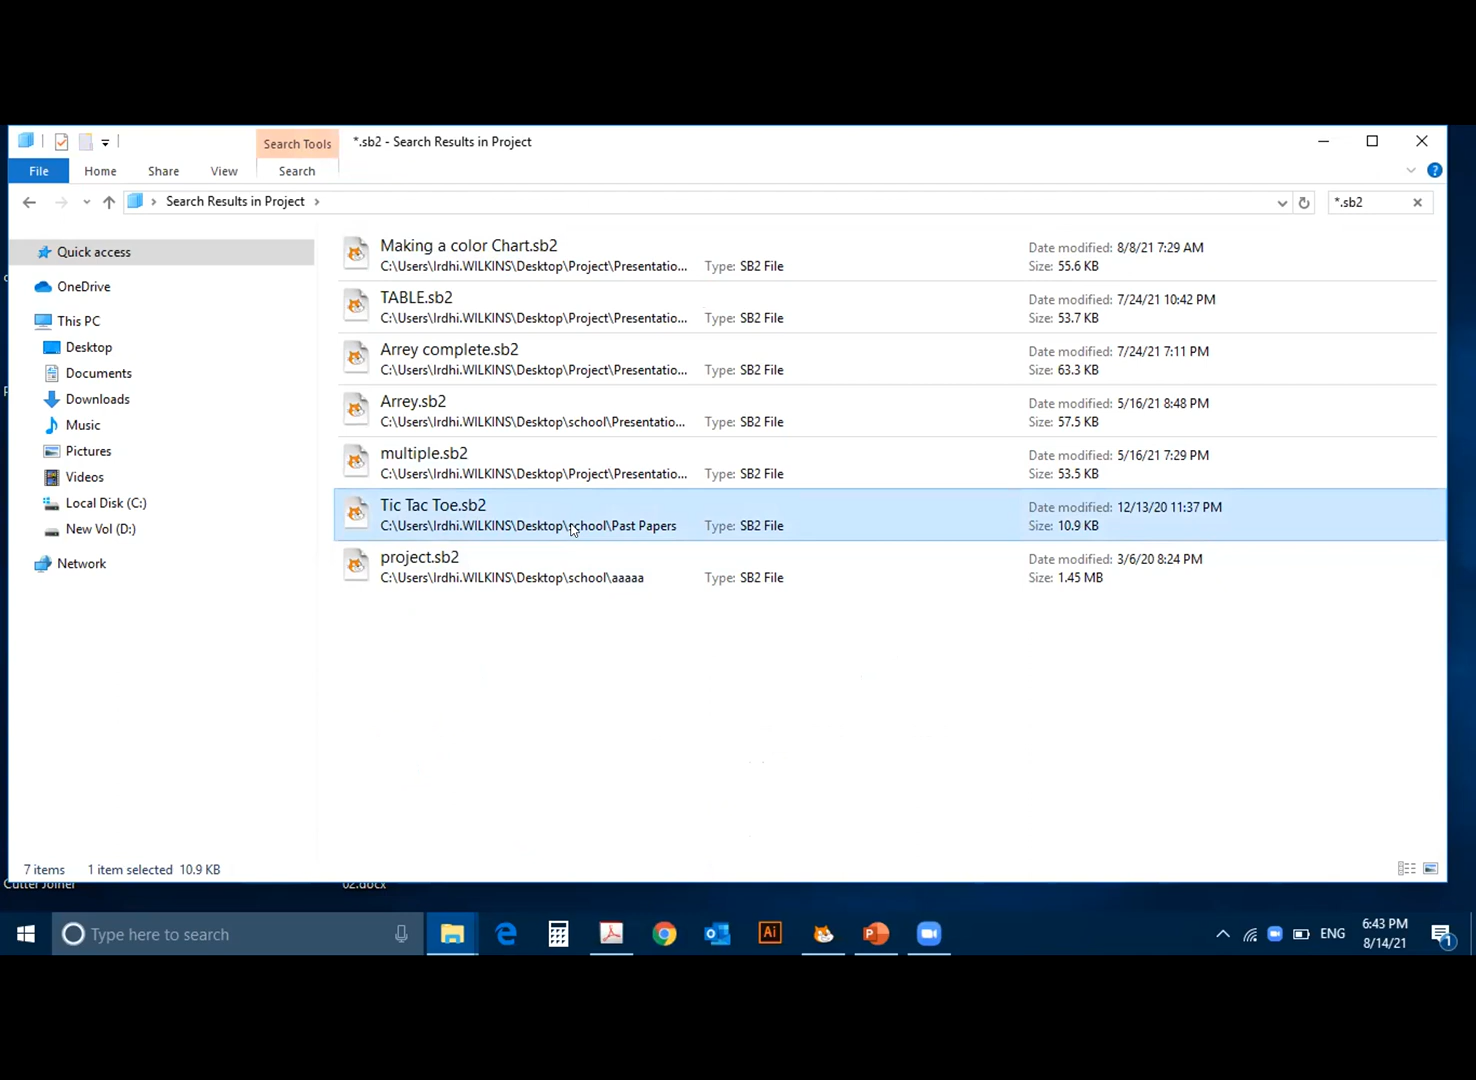 Search Tools
*.sb2 - Search Results in Project
File
Home
Share
View
Search
?
Search Results in Project
*.sb2
Quick access
OneDrive
This PC
Desktop
Documents
Downloads
Music
Pictures
Videos
Local Disk (C:)
New Vol (D:)
Network
Making a color Chart.sb2
C:\Users\Irdhi.WILKINS\Desktop\Project\Presentatio...
Type: SB2 File
Date modified: 8/8/21 7:29 AM
Size: 55.6 KB
TABLE.sb2
C:\Users\Irdhi.WILKINS\Desktop\Project\Presentatio...
Type: SB2 File
Date modified: 7/24/21 10:42 PM
Size: 53.7 KB
Arrey complete.sb2
C:\Users\Irdhi.WILKINS\Desktop\Project\Presentatio...
Type: SB2 File
Date modified: 7/24/21 7:11 PM
Size: 63.3 KB
Arrey.sb2
C:\Users\Irdhi.WILKINS\Desktop\school\Presentatio...
Type: SB2 File
Date modified: 5/16/21 8:48 PM
Size: 57.5 KB
multiple.sb2
C:\Users\Irdhi.WILKINS\Desktop\Project\Presentatio...
Type: SB2 File
Date modified: 5/16/21 7:29 PM
Size: 53.5 KB
Tic Tac Toe.sb2
C:\Users\Irdhi.WILKINS\Desktop\school\Past Papers
Type: SB2 File
Date modified: 12/13/20 11:37 PM
Size: 10.9 KB
project.sb2
C:\Users\Irdhi.WILKINS\Desktop\school\aaaaa
Type: SB2 File
Date modified: 3/6/20 8:24 PM
Size: 1.45 MB
7 items
1 item selected 10.9 KB
Cutter Joiner
02.docx
Type here to search
Ai
P
ENG
6:43 PM
8/14/21
1